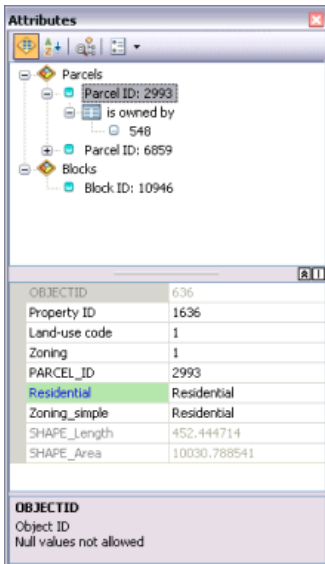 Attributes
Parcels
Parcel ID: 2993
is owned by
548
Parcel ID: 6859
Blocks
Block ID: 10946
OBJECTID 636
Property ID 1636
Land-use code 1
Zoning 1
PARCEL_ID 2993
Residential Residential
Zoning_simple Residential
SHAPE_Length 452.444714
SHAPE_Area 10030.788541
OBJECTID
Object ID
Null values not allowed